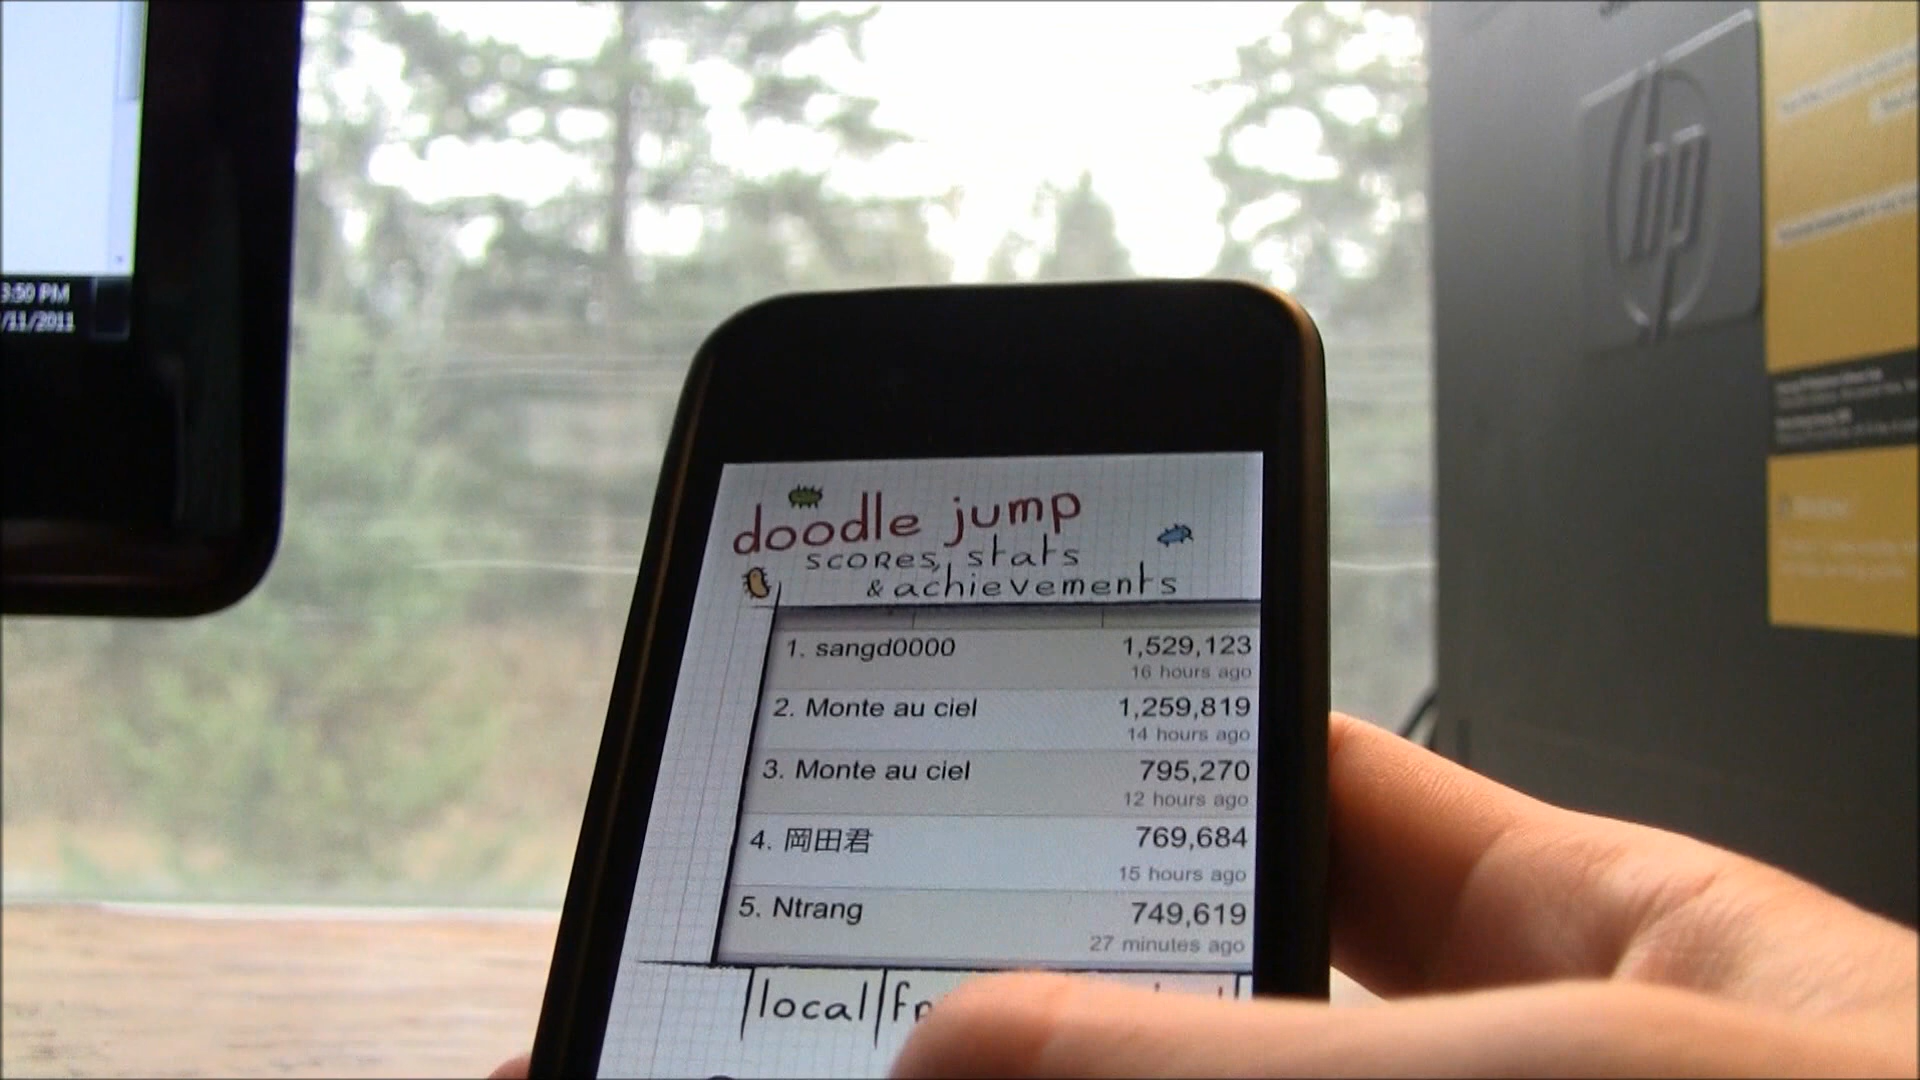 3:50 PM
/11/2011
hp
doodle jump
scores, stats
& achievements
1. sangd0000 1,529,123
16 hours ago
2. Monte au ciel 1,259,819
14 hours ago
3. Monte au ciel 795,270
12 hours ago
4. 岡田君 769,684
15 hours ago
5. Ntrang 749,619
27 minutes ago
local